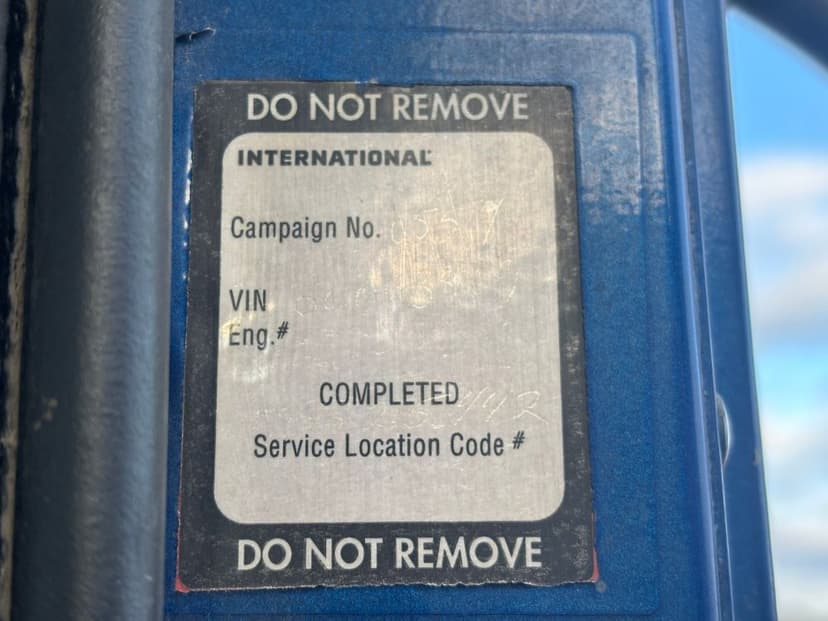 DO NOT REMOVE
INTERNATIONAL
Campaign No.
VIN
Eng.#
COMPLETED
Service Location Code #
DO NOT REMOVE